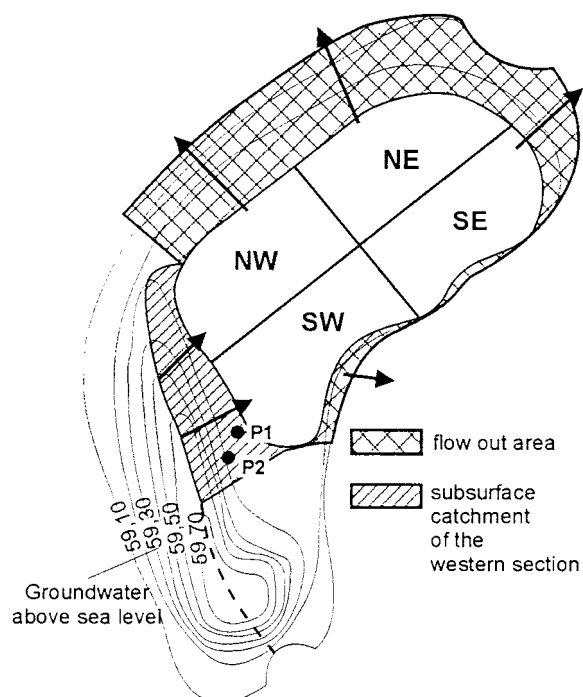 NE
NW
SE
SW
P1
P2
flow out area
subsurface
catchment
of the
western section
59,10
59,30
59,50
59,70
Groundwater
above sea level